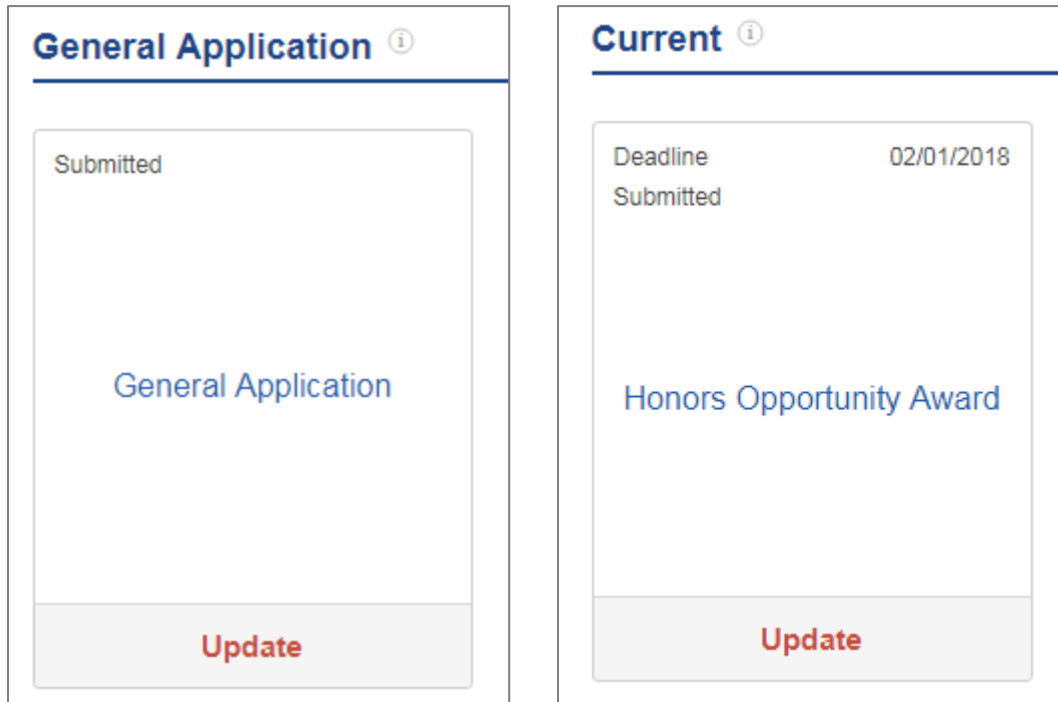 General Application
Submitted
General Application
Update
Current
Deadline 02/01/2018
Submitted
Honors Opportunity Award
Update